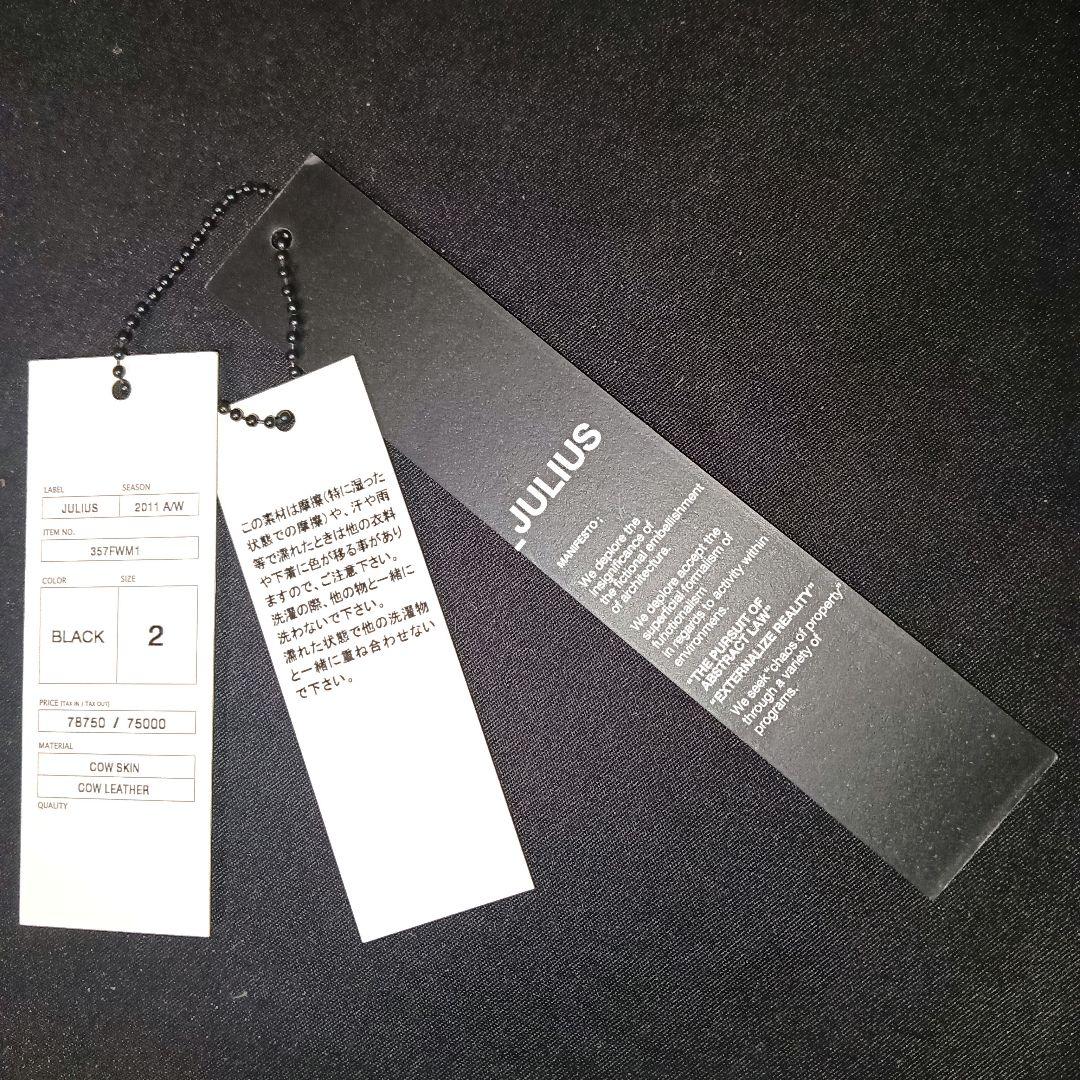 LABEL SEASON
JULIUS 2011 A/W
ITEM NO.
357FWM1
COLOR SIZE
BLACK 2
PRICE [TAX IN / TAX OUT]
78750 / 75000
MATERIAL
COW SKIN
COW LEATHER
QUALITY
この素材は摩擦(特に湿った
状態での摩擦)や、汗や雨
等で濡れたときは他の衣料
や下着に色が移る事があり
ますので、ご注意下さい。
洗濯の際、他の物と一緒に
洗わないで下さい。
濡れた状態で他の洗濯物
と一緒に重ね合わせない
で下さい。
_JULIUS
MANIFESTO:
We deplore the
insignificance of
the fictional embellishment
of architecture.
We deplore accept the
superficial formalism of
functionalism
in regards to activity within
environments.
"THE PURSUIT OF
ABSTRACT LAW"
"EXTERNALIZE REALITY"
We seek "chaos of property"
through a variety of
programs.